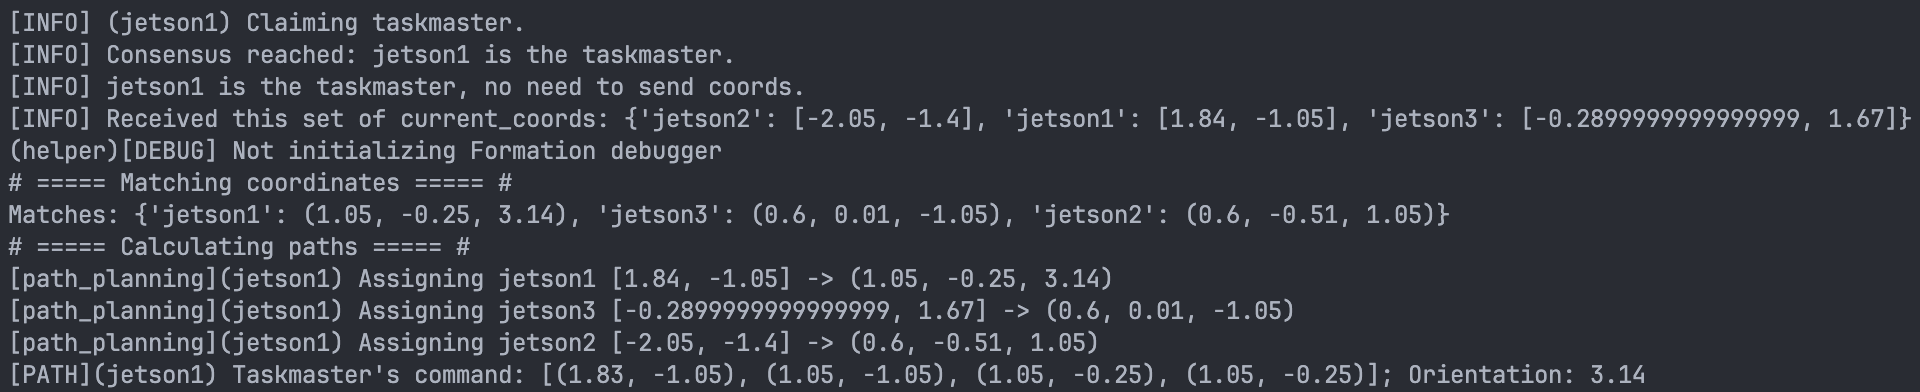 [INFO] (jetson1) Claiming taskmaster.
[INFO] Consensus reached: jetson1 is the taskmaster.
[INFO] jetson1 is the taskmaster, no need to send coords.
[INFO] Received this set of current_coords: {'jetson2': [-2.05, -1.4], 'jetson1': [1.84, -1.05], 'jetson3': [-0.2899999999999999, 1.67]}
(helper)[DEBUG] Not initializing Formation debugger
# ===== Matching coordinates ===== #
Matches: {'jetson1': (1.05, -0.25, 3.14), 'jetson3': (0.6, 0.01, -1.05), 'jetson2': (0.6, -0.51, 1.05)}
# ===== Calculating paths ===== #
[path_planning](jetson1) Assigning jetson1 [1.84, -1.05] -> (1.05, -0.25, 3.14)
[path_planning](jetson1) Assigning jetson3 [-0.2899999999999999, 1.67] -> (0.6, 0.01, -1.05)
[path_planning](jetson1) Assigning jetson2 [-2.05, -1.4] -> (0.6, -0.51, 1.05)
[PATH](jetson1) Taskmaster's command: [(1.83, -1.05), (1.05, -1.05), (1.05, -0.25), (1.05, -0.25)]; Orientation: 3.14